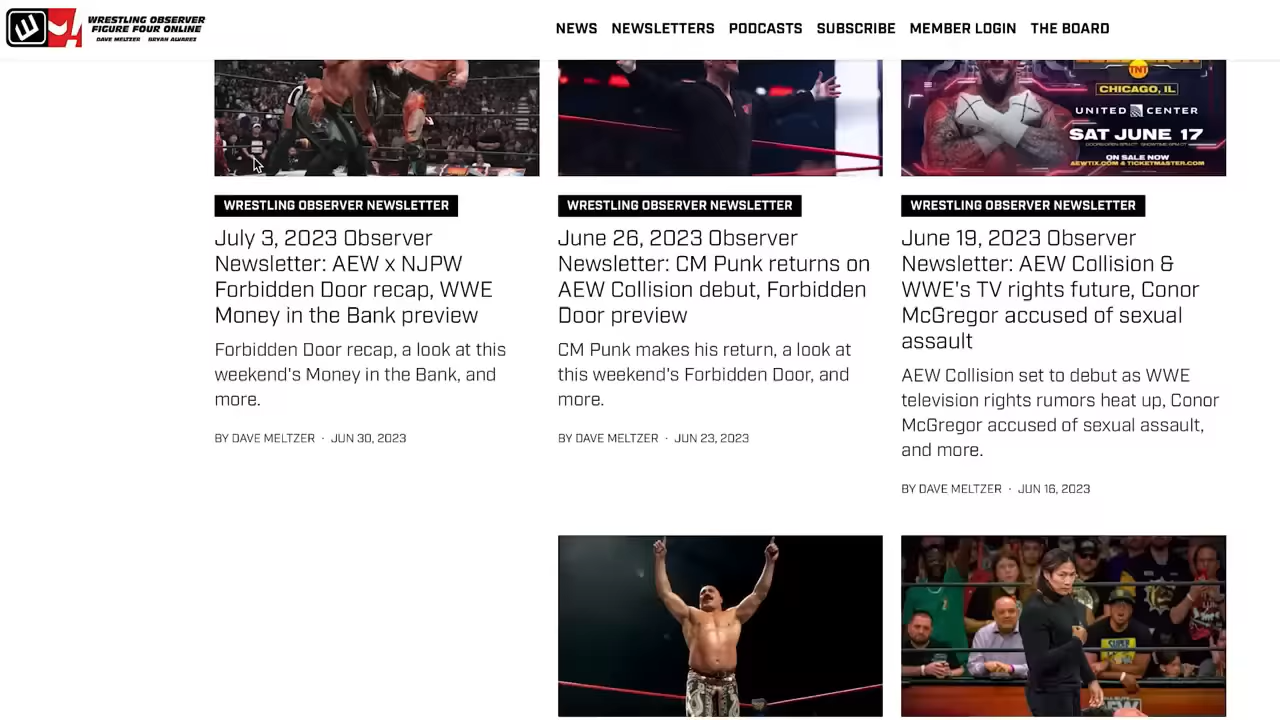 WRESTLING OBSERVER
FIGURE FOUR ONLINE
DAVE MELTZER BRYAN ALVAREZ
NEWS NEWSLETTERS PODCASTS SUBSCRIBE MEMBER LOGIN THE BOARD
TNT
CHICAGO, IL
UNITED CENTER
SAT JUNE 17
ON SALE NOW
AEWTIX.COM & TICKETMASTER.COM
WRESTLING OBSERVER NEWSLETTER
July 3, 2023 Observer
Newsletter: AEW x NJPW
Forbidden Door recap, WWE
Money in the Bank preview
Forbidden Door recap, a look at this
weekend's Money in the Bank, and
more.
BY DAVE MELTZER · JUN 30, 2023
WRESTLING OBSERVER NEWSLETTER
June 26, 2023 Observer
Newsletter: CM Punk returns on
AEW Collision debut, Forbidden
Door preview
CM Punk makes his return, a look at
this weekend's Forbidden Door, and
more.
BY DAVE MELTZER · JUN 23, 2023
WRESTLING OBSERVER NEWSLETTER
June 19, 2023 Observer
Newsletter: AEW Collision &
WWE's TV rights future, Conor
McGregor accused of sexual
assault
AEW Collision set to debut as WWE
television rights rumors heat up, Conor
McGregor accused of sexual assault,
and more.
BY DAVE MELTZER · JUN 16, 2023